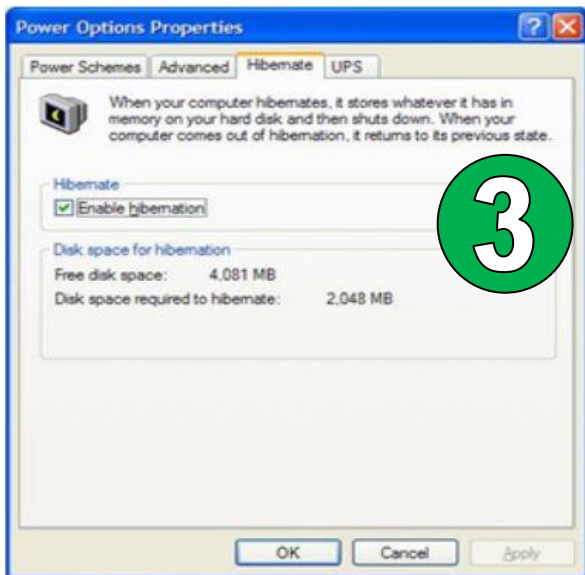 Power Options Properties
Power Schemes Advanced Hibernate UPS
When your computer hibernates, it stores whatever it has in
memory on your hard disk and then shuts down. When your
computer comes out of hibernation, it returns to its previous state.
Hibernate
Enable hibernation
3
Disk space for hibernation
Free disk space: 4,081 MB
Disk space required to hibernate: 2,048 MB
OK Cancel Apply